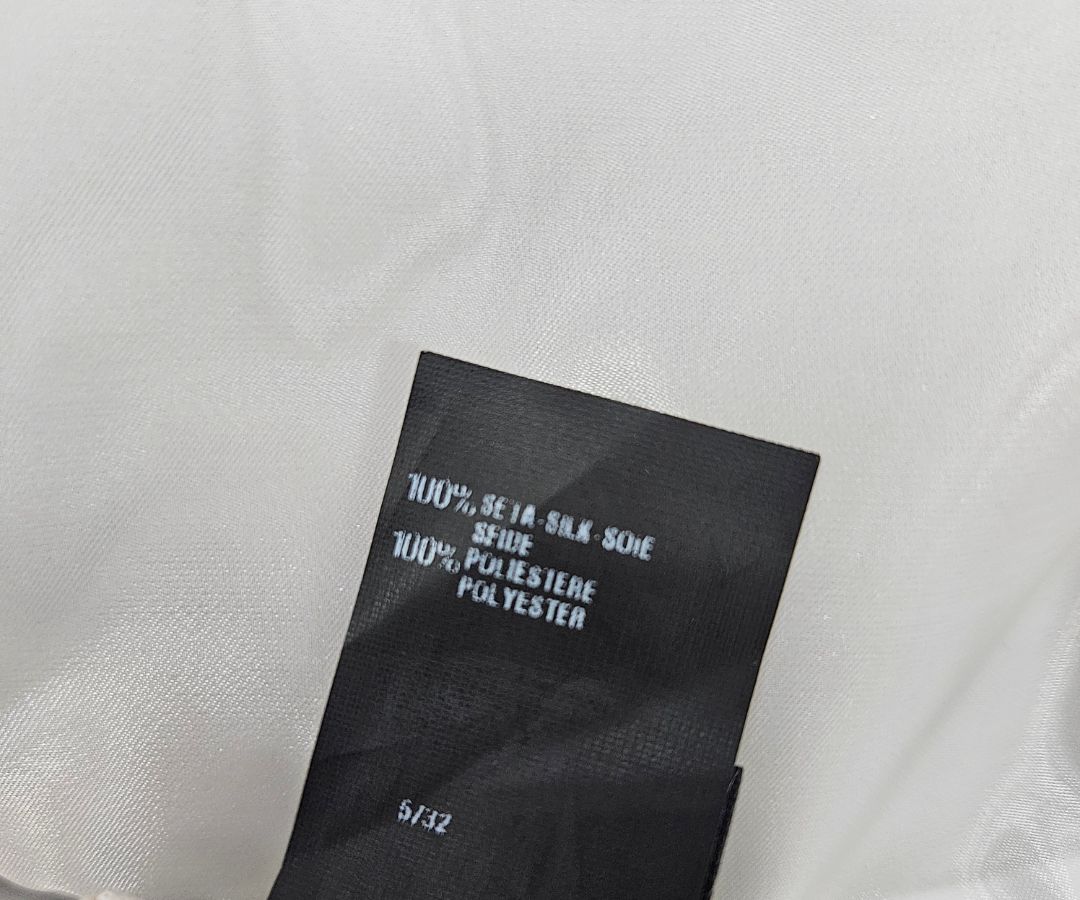 100% SETA-SILK-SOIE
SEIDE
100% POLIESTERE
POLYESTER
5/32